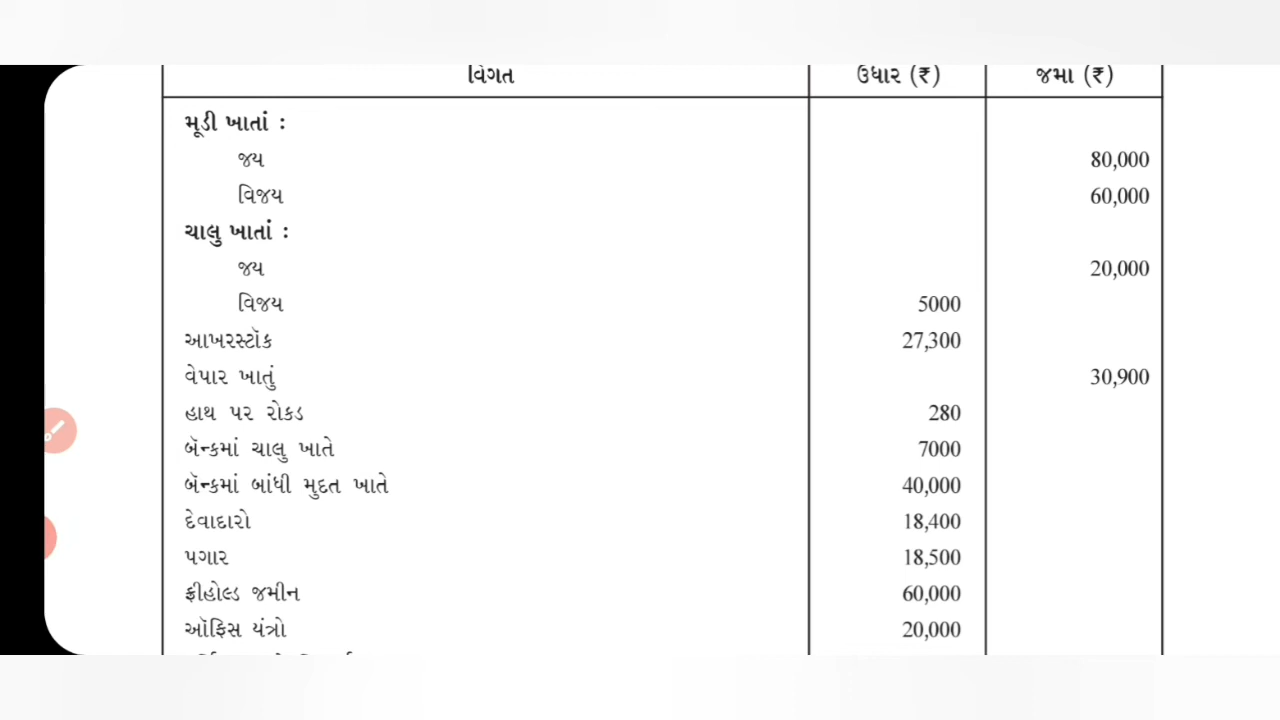 વિગત ઉધાર (₹) જમા (₹)
મૂડી ખાતાં :
જય 80,000
વિજય 60,000
ચાલુ ખાતાં :
જય 20,000
વિજય 5000
આખરસ્ટૉક 27,300
વેપાર ખાતું 30,900
હાથ પર રોકડ 280
બૅન્કમાં ચાલુ ખાતે 7000
બૅન્કમાં બાંધી મુદત ખાતે 40,000
દેવાદારો 18,400
પગાર 18,500
ફ્રીહોલ્ડ જમીન 60,000
ઑફિસ યંત્રો 20,000